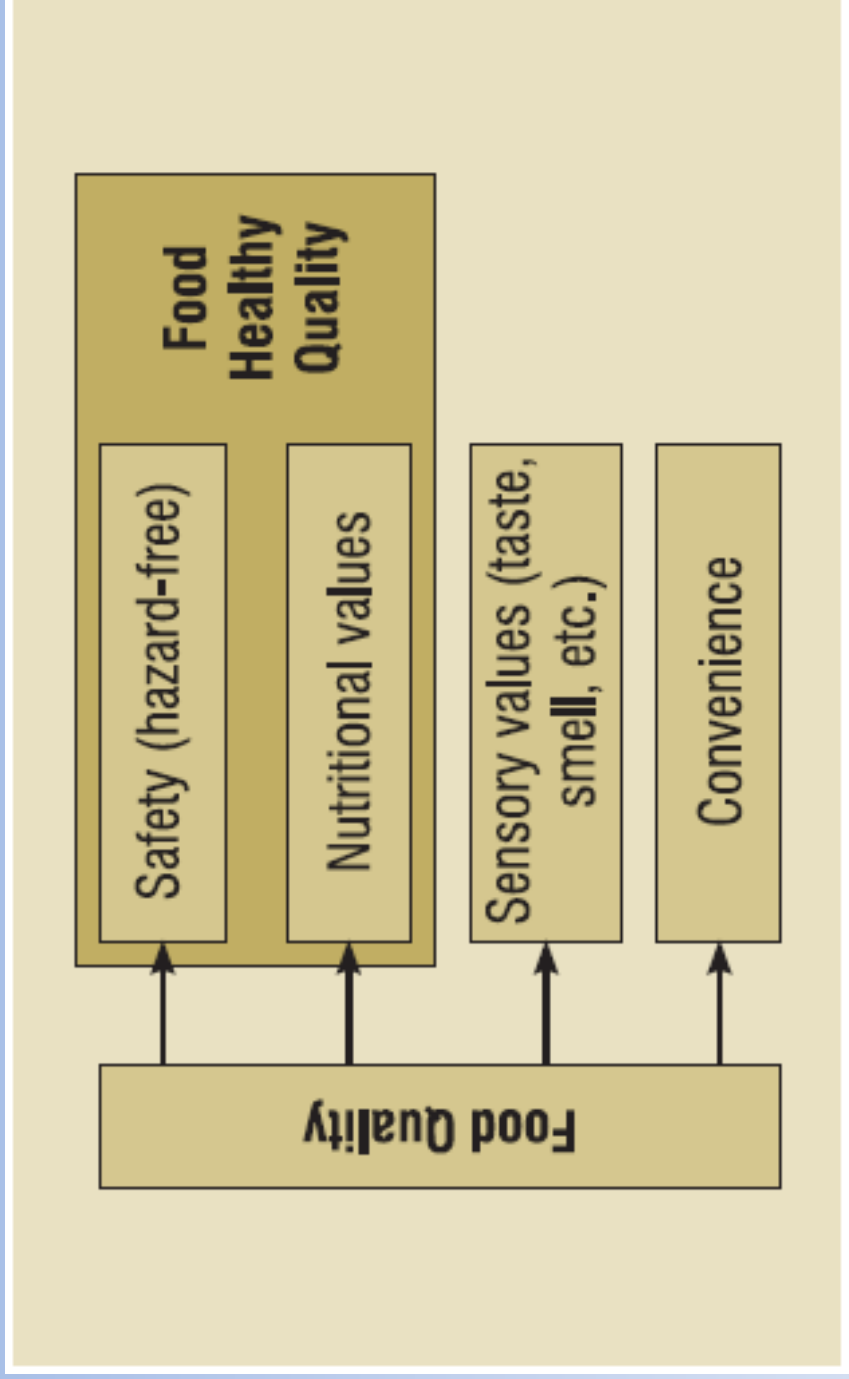 Food Quality
Safety (hazard-free)
Nutritional values
Food
Healthy
Quality
Sensory values (taste,
smell, etc.)
Convenience